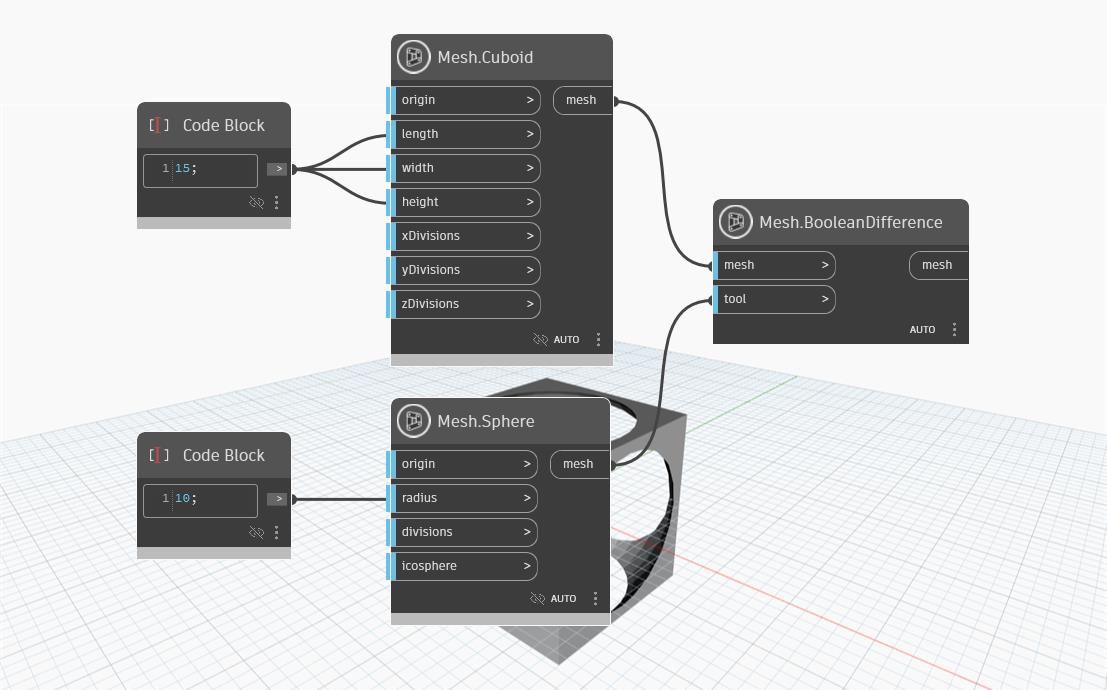 Code Block
1 15;
>
Mesh.Cuboid
origin > mesh
length >
width >
height >
xDivisions >
yDivisions >
zDivisions >
AUTO
Mesh.BooleanDifference
mesh > mesh
tool >
AUTO
Code Block
1 10;
>
Mesh.Sphere
origin > mesh
radius >
divisions >
icosphere >
AUTO